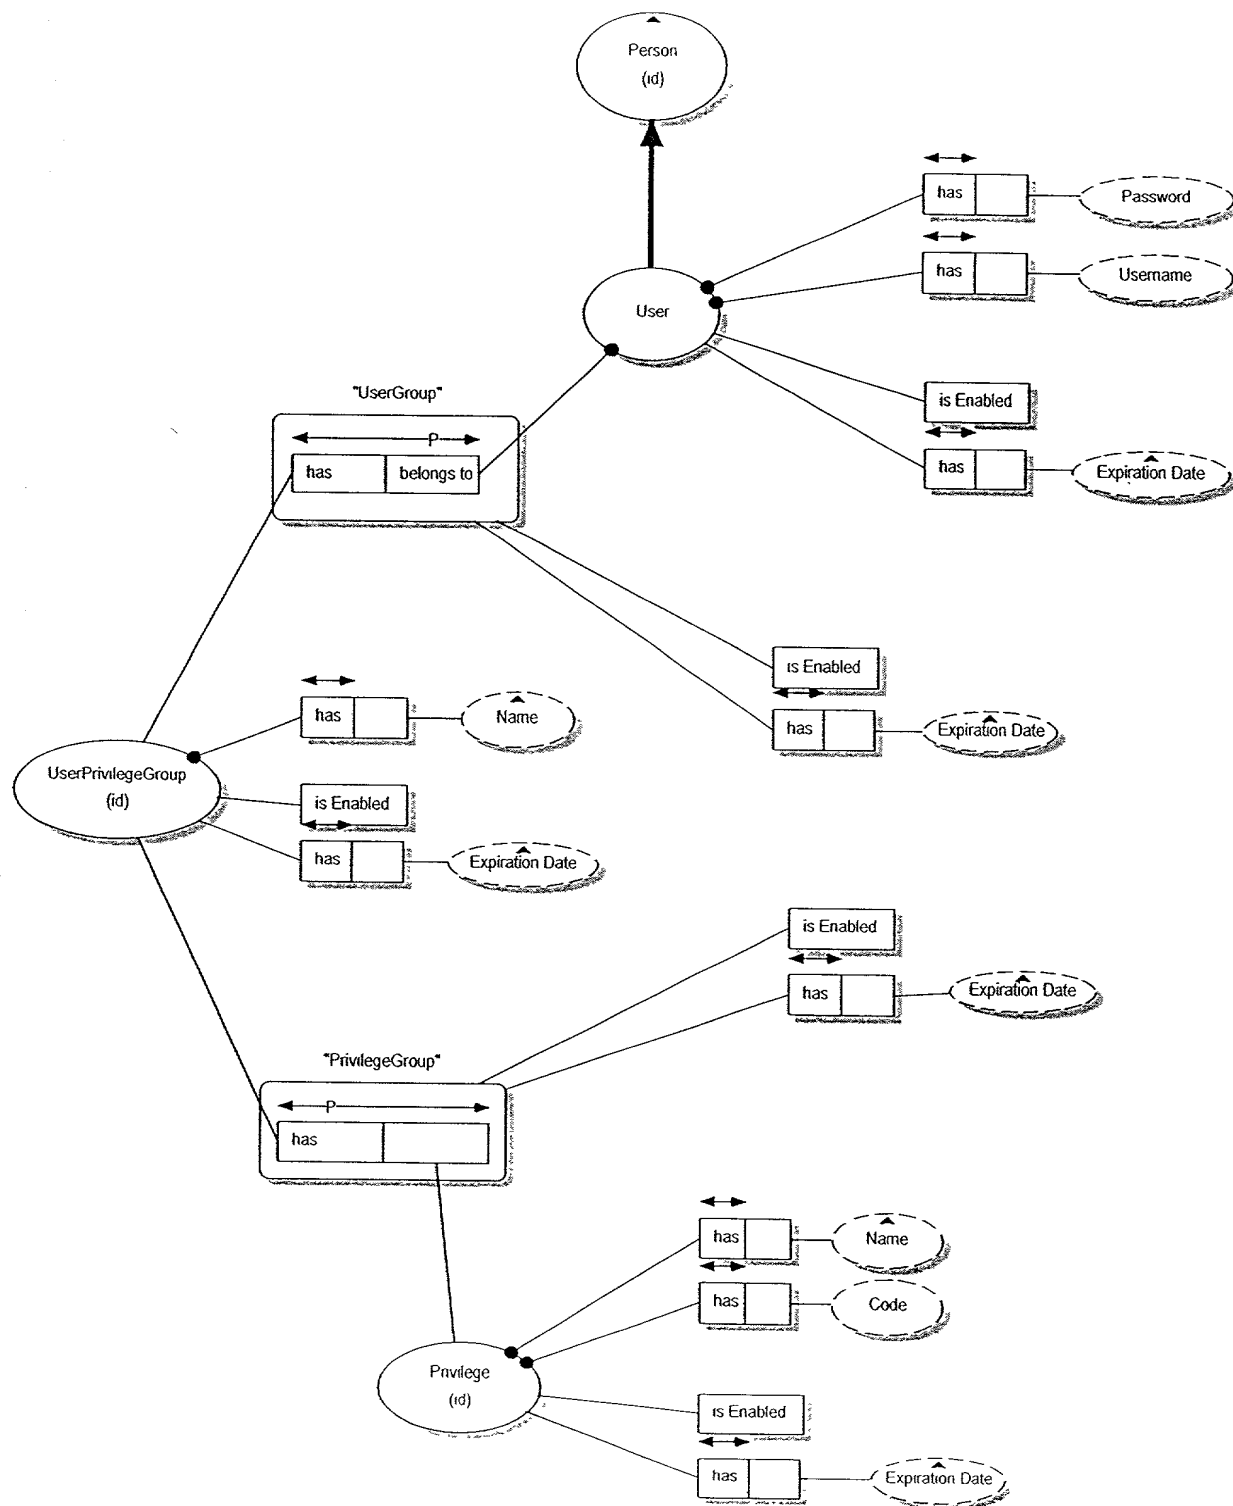 Person
(id)
has
Password
has
Username
User
is Enabled
has
Expiration Date
"UserGroup"
P
has
belongs to
is Enabled
has
Expiration Date
has
Name
UserPrivilegeGroup
(id)
is Enabled
has
Expiration Date
is Enabled
has
Expiration Date
"PrivilegeGroup"
P
has
has
Name
has
Code
Privilege
(id)
is Enabled
has
Expiration Date